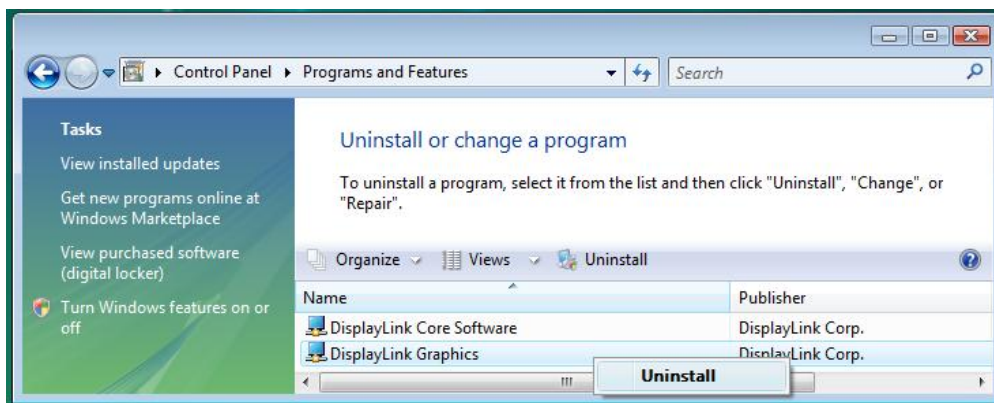 Control Panel
Programs and Features
Search
Tasks
View installed updates
Get new programs online at
Windows Marketplace
View purchased software
(digital locker)
Turn Windows features on or
off
Uninstall or change a program
To uninstall a program, select it from the list and then click "Uninstall", "Change", or
"Repair".
Organize Views Uninstall
Name Publisher
DisplayLink Core Software DisplayLink Corp.
DisplayLink Graphics DisplayLink Corp.
Uninstall